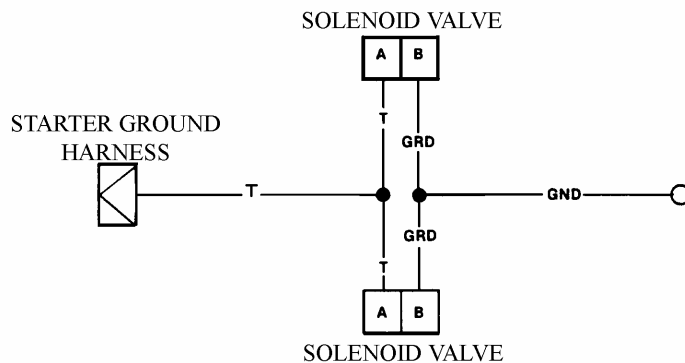 SOLENOID VALVE
A B
T
GRD
STARTER GROUND
HARNESS
T
GND
GRD
T
A B
SOLENOID VALVE